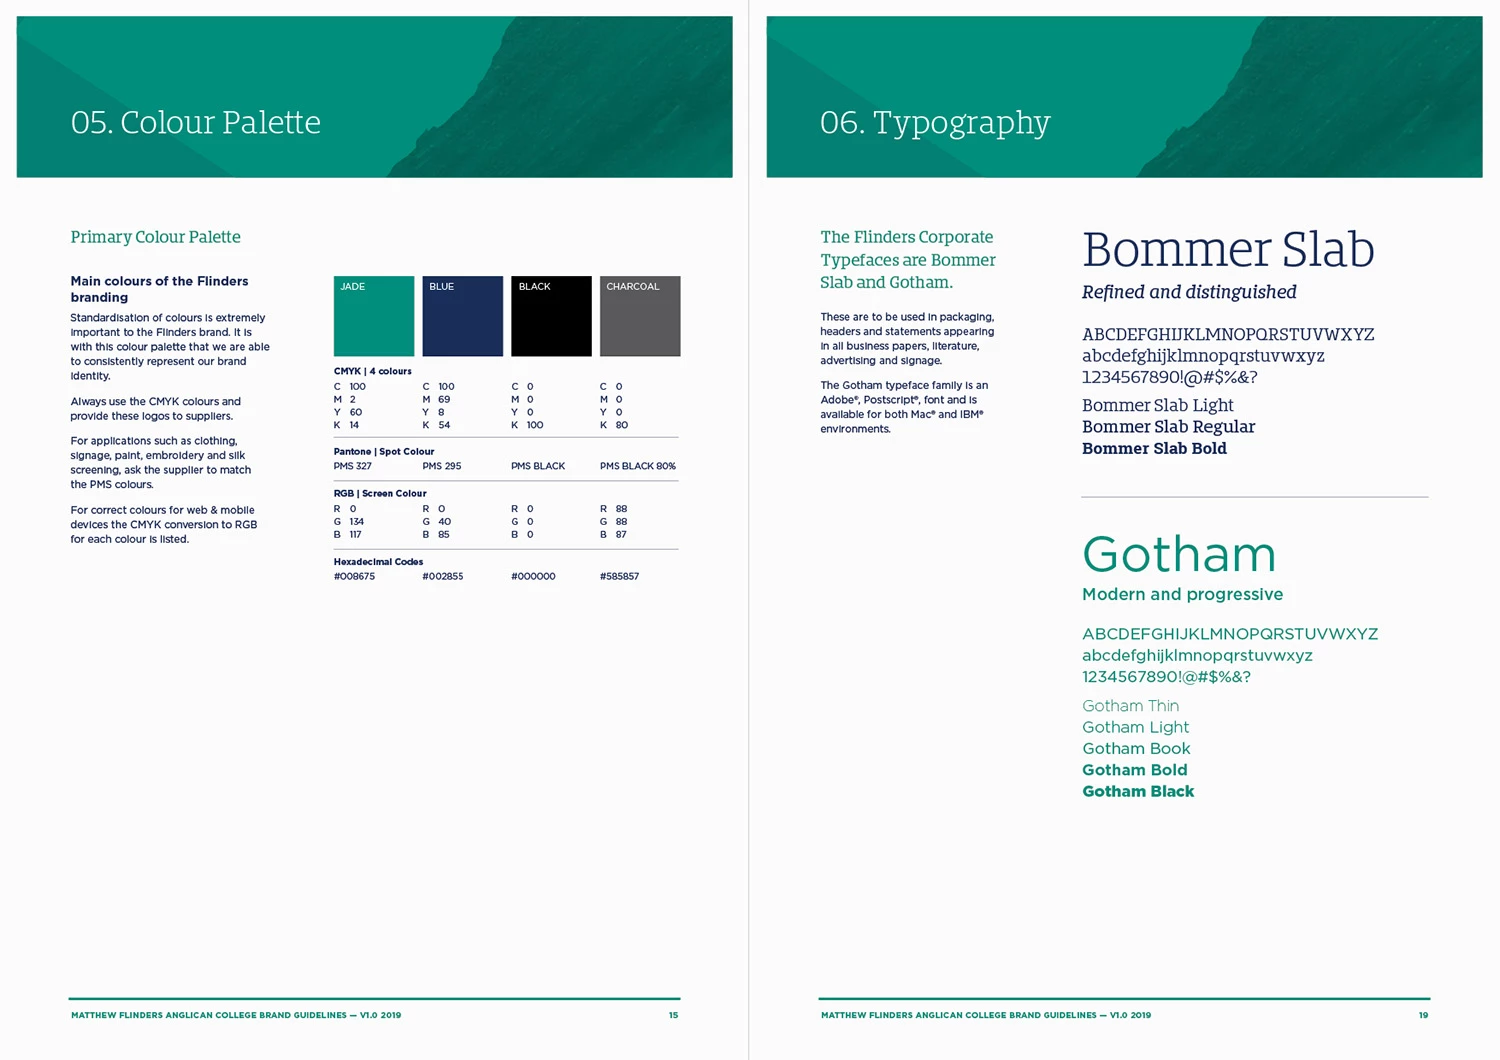 05. Colour Palette
Primary Colour Palette
Main colours of the Flinders
branding
Standardisation of colours is extremely
important to the Flinders brand. It is
with this colour palette that we are able
to consistently represent our brand
identity.
Always use the CMYK colours and
provide these logos to suppliers.
For applications such as clothing,
signage, paint, embroidery and silk
screening, ask the supplier to match
the PMS colours.
For correct colours for web & mobile
devices the CMYK conversion to RGB
for each colour is listed.
JADE BLUE BLACK CHARCOAL
CMYK | 4 colours
C 100 C 100 C 0 C 0
M 2 M 69 M 0 M 0
Y 60 Y 8 Y 0 Y 0
K 14 K 54 K 100 K 80
Pantone | Spot Colour
PMS 327 PMS 295 PMS BLACK PMS BLACK 80%
RGB | Screen Colour
R 0 R 0 R 0 R 88
G 134 G 40 G 0 G 88
B 117 B 85 B 0 B 87
Hexadecimal Codes
#008675 #002855 #000000 #585857
MATTHEW FLINDERS ANGLICAN COLLEGE BRAND GUIDELINES — V1.0 2019 15
06. Typography
The Flinders Corporate
Typefaces are Bommer
Slab and Gotham.
These are to be used in packaging,
headers and statements appearing
in all business papers, literature,
advertising and signage.
The Gotham typeface family is an
Adobe®, Postscript®, font and is
available for both Mac® and IBM®
environments.
Bommer Slab
Refined and distinguished
ABCDEFGHIJKLMNOPQRSTUVWXYZ
abcdefghijklmnopqrstuvwxyz
1234567890!@#$%&?
Bommer Slab Light
Bommer Slab Regular
Bommer Slab Bold
Gotham
Modern and progressive
ABCDEFGHIJKLMNOPQRSTUVWXYZ
abcdefghijklmnopqrstuvwxyz
1234567890!@#$%&?
Gotham Thin
Gotham Light
Gotham Book
Gotham Bold
Gotham Black
MATTHEW FLINDERS ANGLICAN COLLEGE BRAND GUIDELINES — V1.0 2019 19